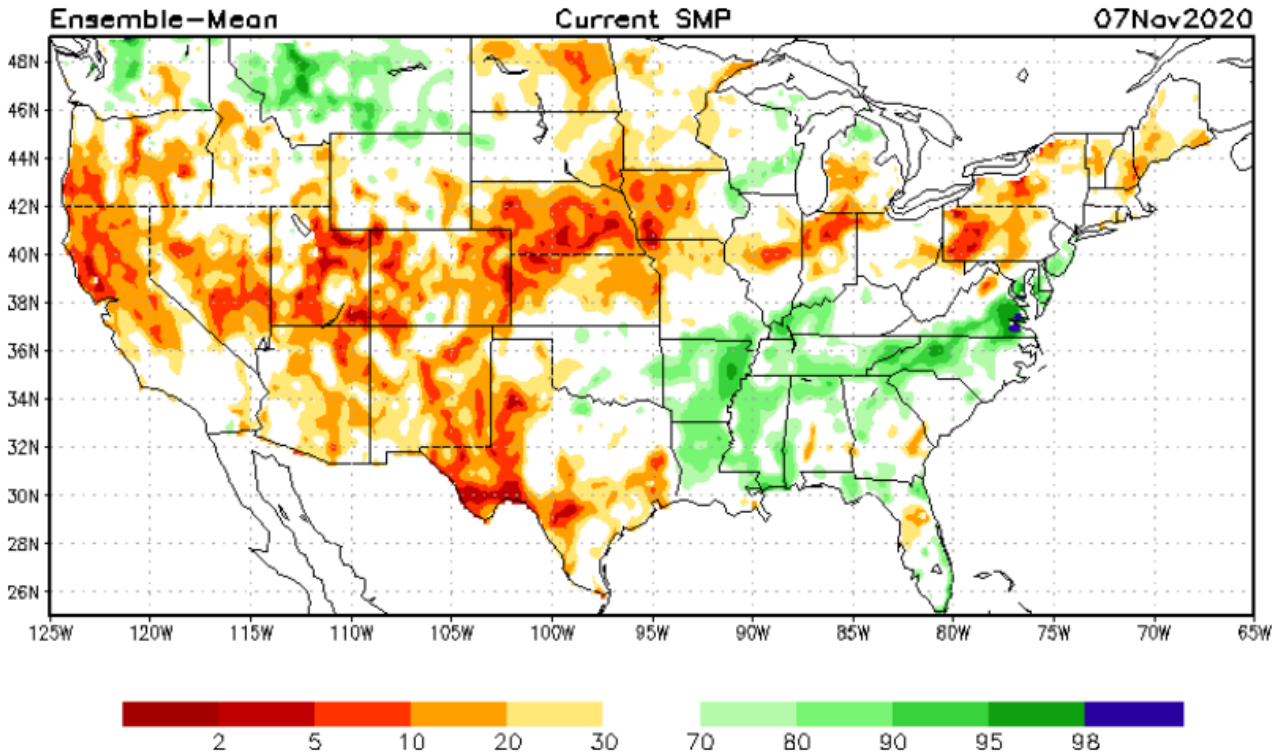 Ensemble-Mean Current SMP 07Nov2020
48N
46N
44N
42N
40N
38N
36N
34N
32N
30N
28N
26N
125W 120W 115W 110W 105W 100W 95W 90W 85W 80W 75W 70W 65W
2 5 10 20 30 70 80 90 95 98